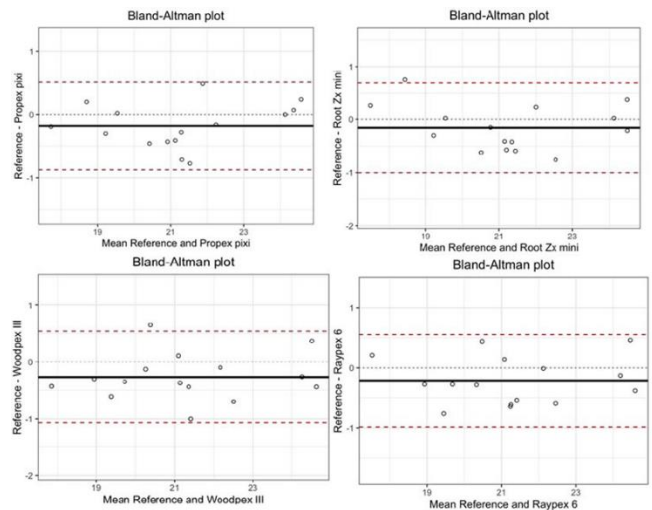 Bland-Altman plot
Reference - Propex pixi
1
0
-1
19
21
23
Mean Reference and Propex pixi
Bland-Altman plot
Reference - Root Zx mini
1
0
-1
-2
19
21
23
Mean Reference and Root Zx mini
Bland-Altman plot
Reference - Woodpex III
1
0
-1
-2
19
21
23
Mean Reference and Woodpex III
Bland-Altman plot
Reference - Raypex 6
1
0
-1
19
21
23
Mean Reference and Raypex 6